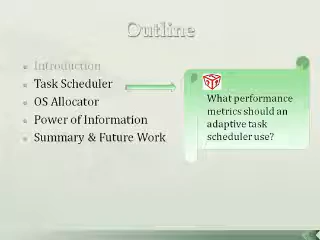 Outline
Introduction
Task Scheduler
OS Allocator
Power of Information
Summary & Future Work
What performance
metrics should an
adaptive task
scheduler use?